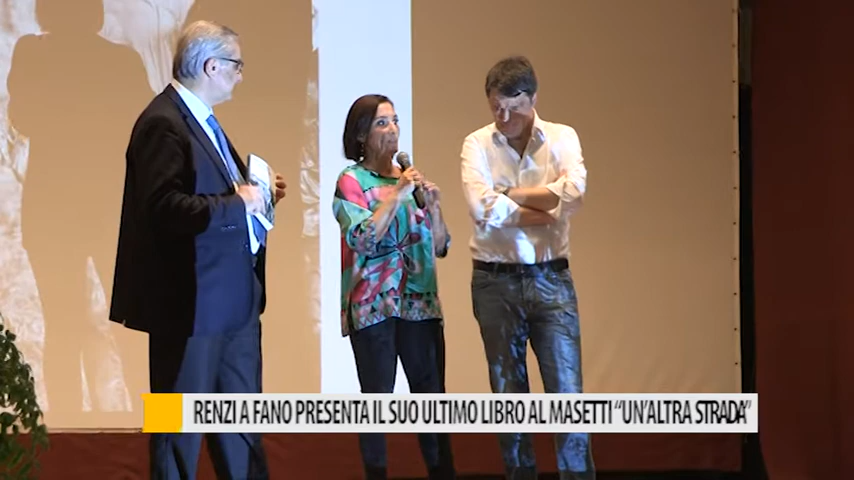 RENZI A FANO PRESENTA IL SUO ULTIMO LIBRO AL MASETTI “UN'ALTRA STRADA”